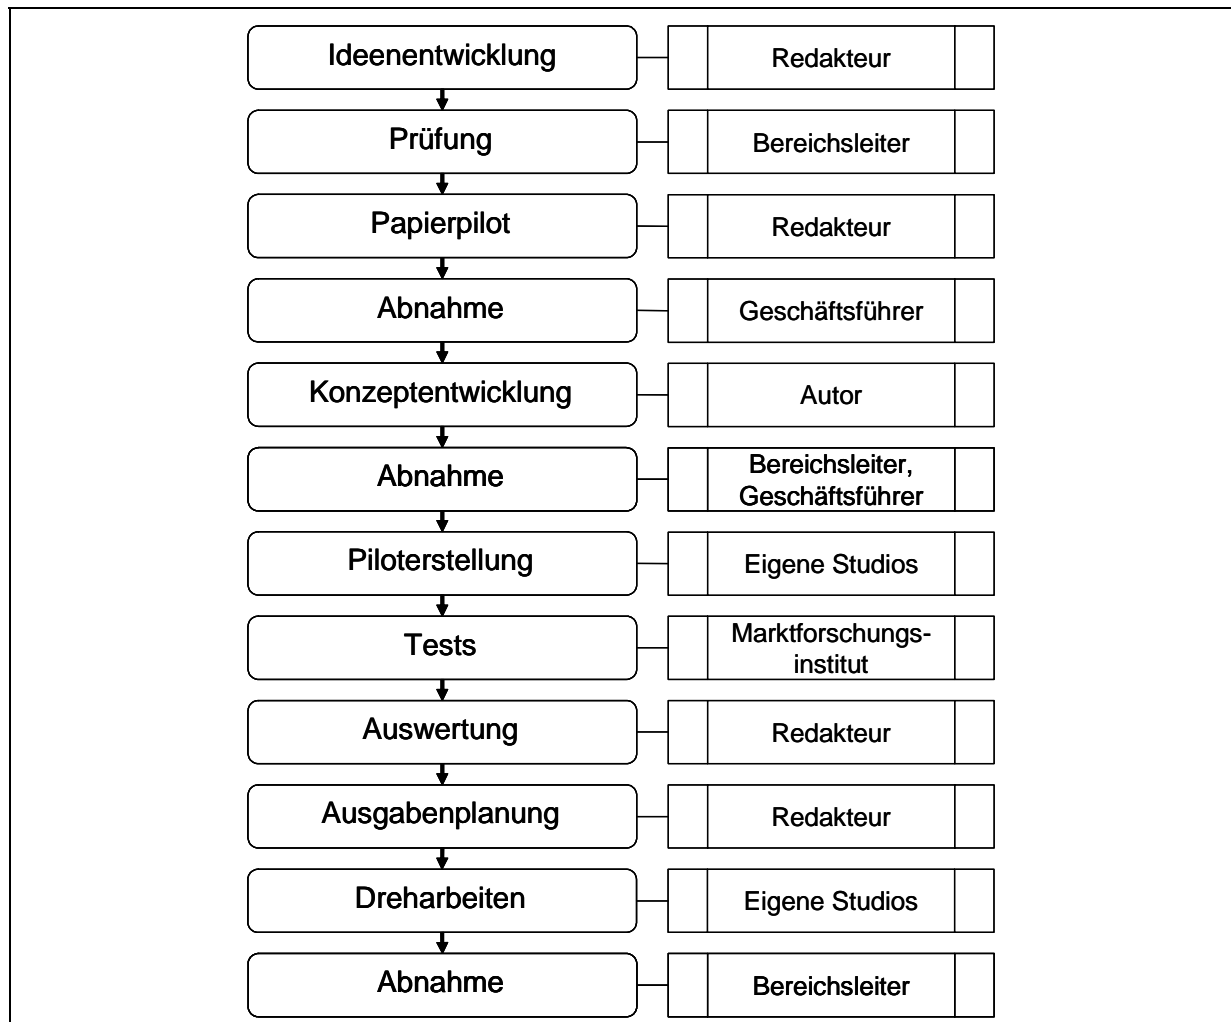 Ideenentwicklung
Redakteur
Prüfung
Bereichsleiter
Papierpilot
Redakteur
Abnahme
Geschäftsführer
Konzeptentwicklung
Autor
Abnahme
Bereichsleiter,
Geschäftsführer
Piloterstellung
Eigene Studios
Tests
Marktforschungs-
institut
Auswertung
Redakteur
Ausgabenplanung
Redakteur
Dreharbeiten
Eigene Studios
Abnahme
Bereichsleiter